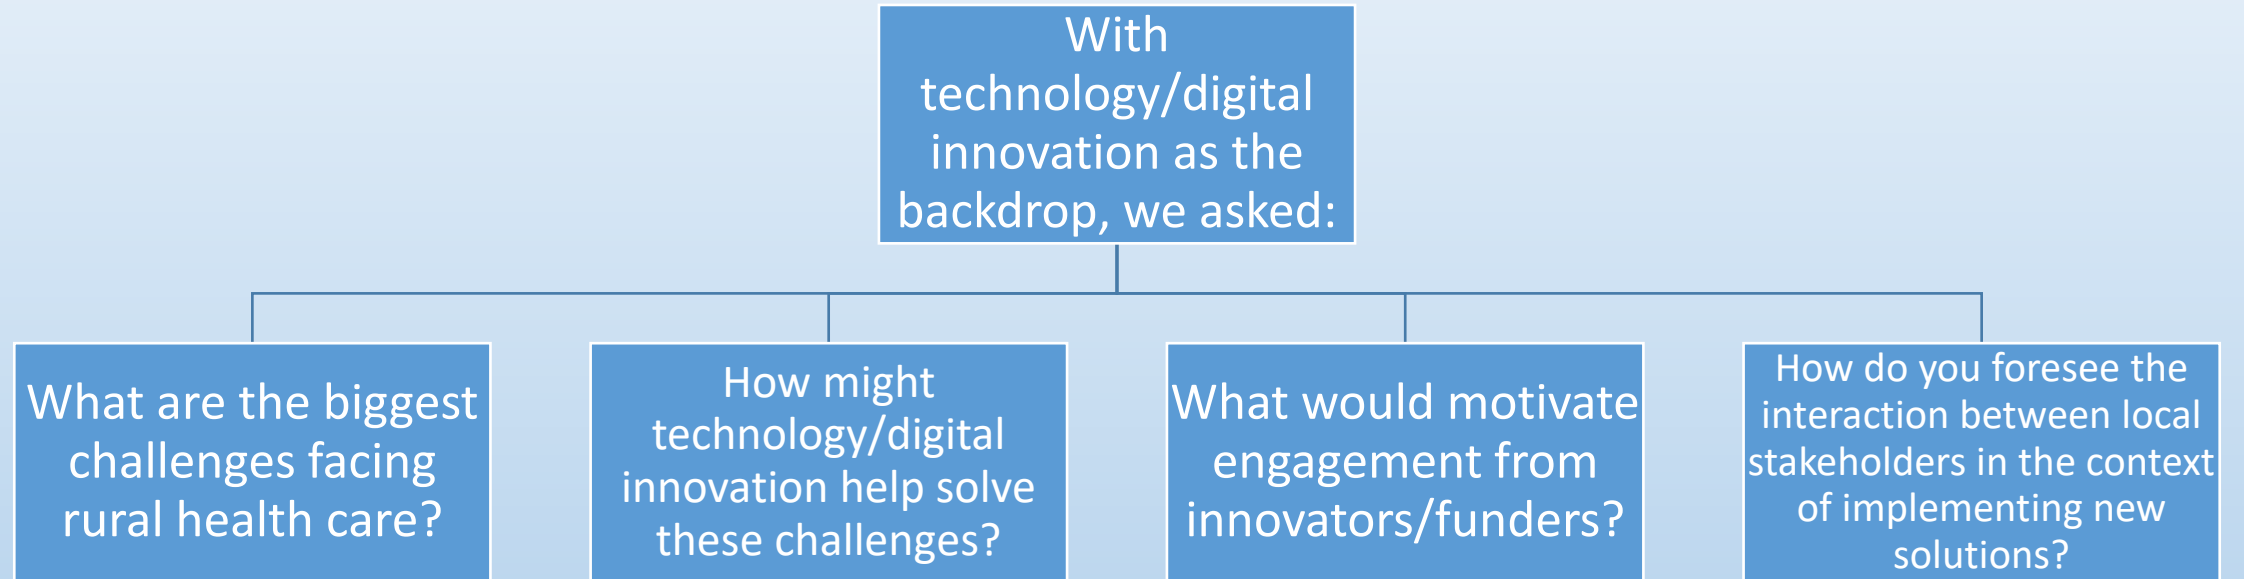 With
technology/digital
innovation as the
backdrop, we asked:
What are the biggest
challenges facing
rural health care?
How might
technology/digital
innovation help solve
these challenges?
What would motivate
engagement from
innovators/funders?
How do you foresee the
interaction between local
stakeholders in the context
of implementing new
solutions?